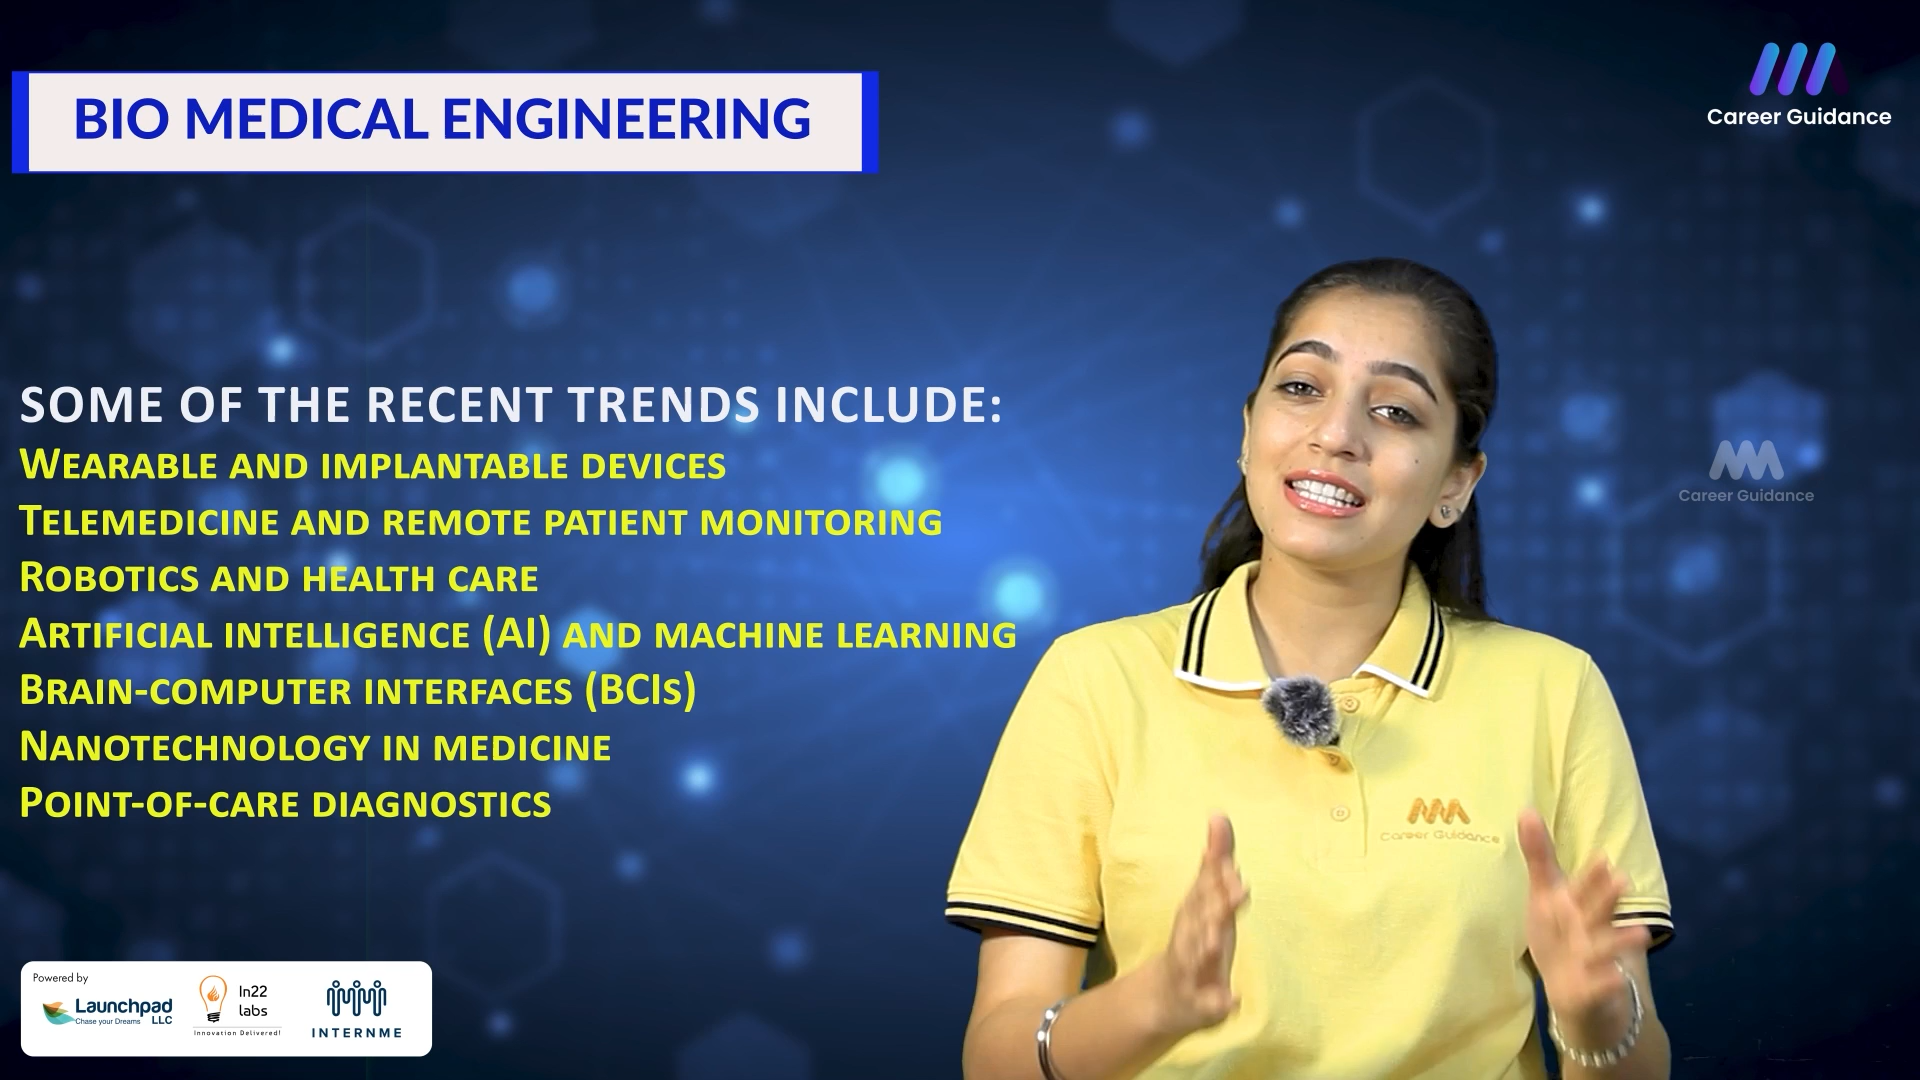 BIO MEDICAL ENGINEERING
Career Guidance
SOME OF THE RECENT TRENDS INCLUDE:
WEARABLE AND IMPLANTABLE DEVICES
TELEMEDICINE AND REMOTE PATIENT MONITORING
ROBOTICS AND HEALTH CARE
ARTIFICIAL INTELLIGENCE (AI) AND MACHINE LEARNING
BRAIN-COMPUTER INTERFACES (BCIs)
NANOTECHNOLOGY IN MEDICINE
POINT-OF-CARE DIAGNOSTICS
Career Guidance
Career Guidance
Powered by
Launchpad
Chase your Dreams LLC
In22
labs
Innovation Delivered!
INTERNME